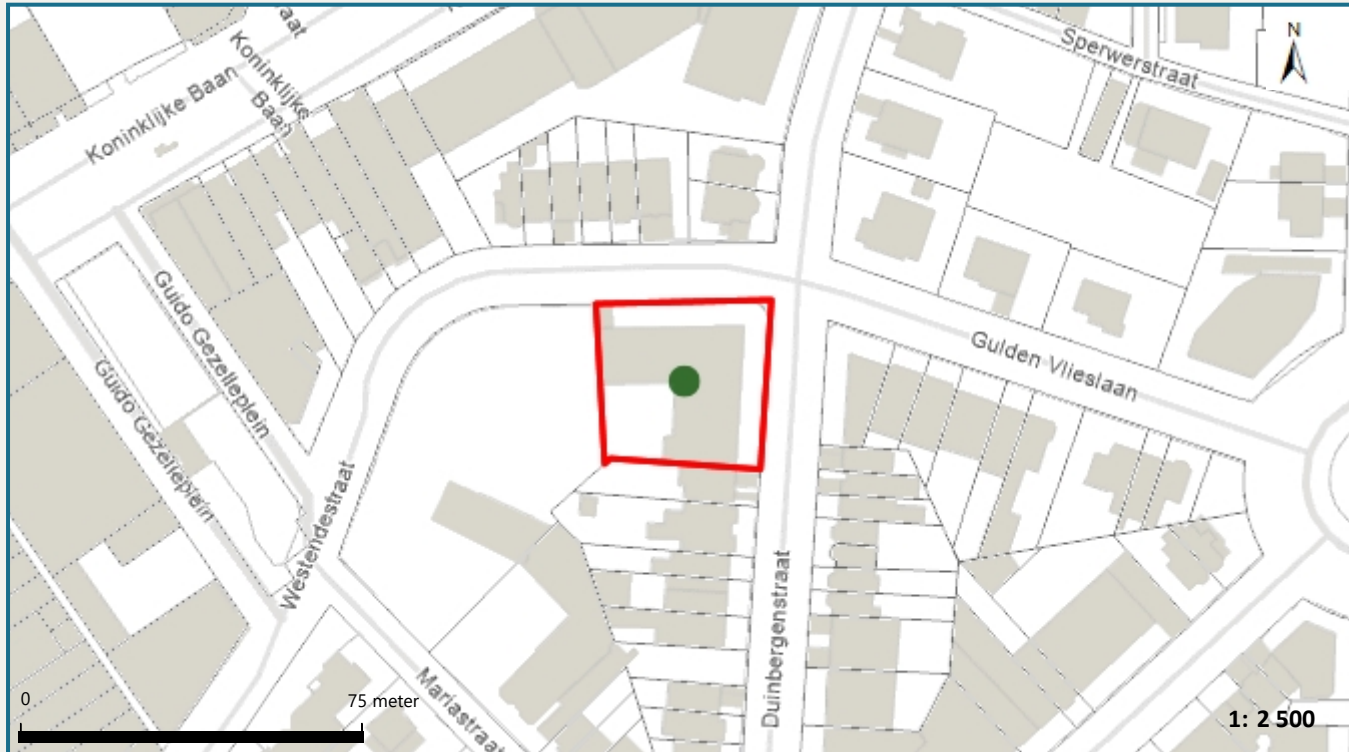 aat
Koninklijke
Baan
Koninklijke Baan
Sperwerstraat
N
Guido Gezelleplein
Guido Gezelleplein
Gulden Vlieslaan
Westendestraat
Duinbergenstraat
Mariastraat
0
75 meter
1: 2 500